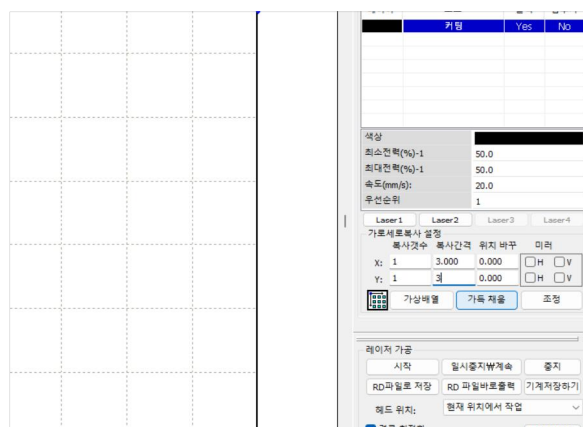 커팅 Yes No
색상
최소전력(%)-1 50.0
최대전력(%)-1 50.0
속도(mm/s): 20.0
우선순위 1
Laser1 Laser2 Laser3 Laser4
가로세로복사 설정
복사갯수 복사간격 위치 바꾸 미러
X: 1 3.000 0.000 H V
Y: 1 3 0.000 H V
가상배열 가득 채움 조정
레이저 가공
시작 일시중지₩계속 중지
RD파일로 저장 RD 파일바로출력 기계저장하기
헤드 위치: 현재 위치에서 작업